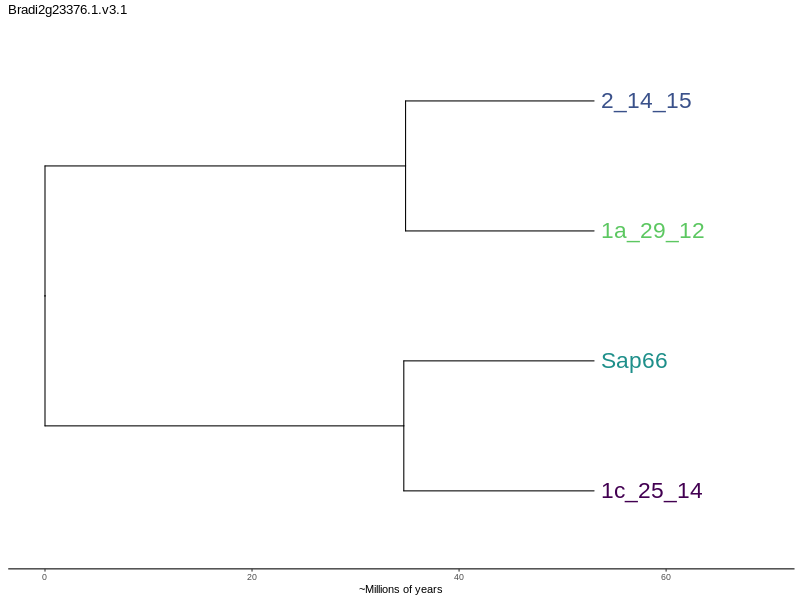 Bradi2g23376.1.v3.1
2_14_15
1a_29_12
Sap66
1c_25_14
0 20 40 60
~Millions of years